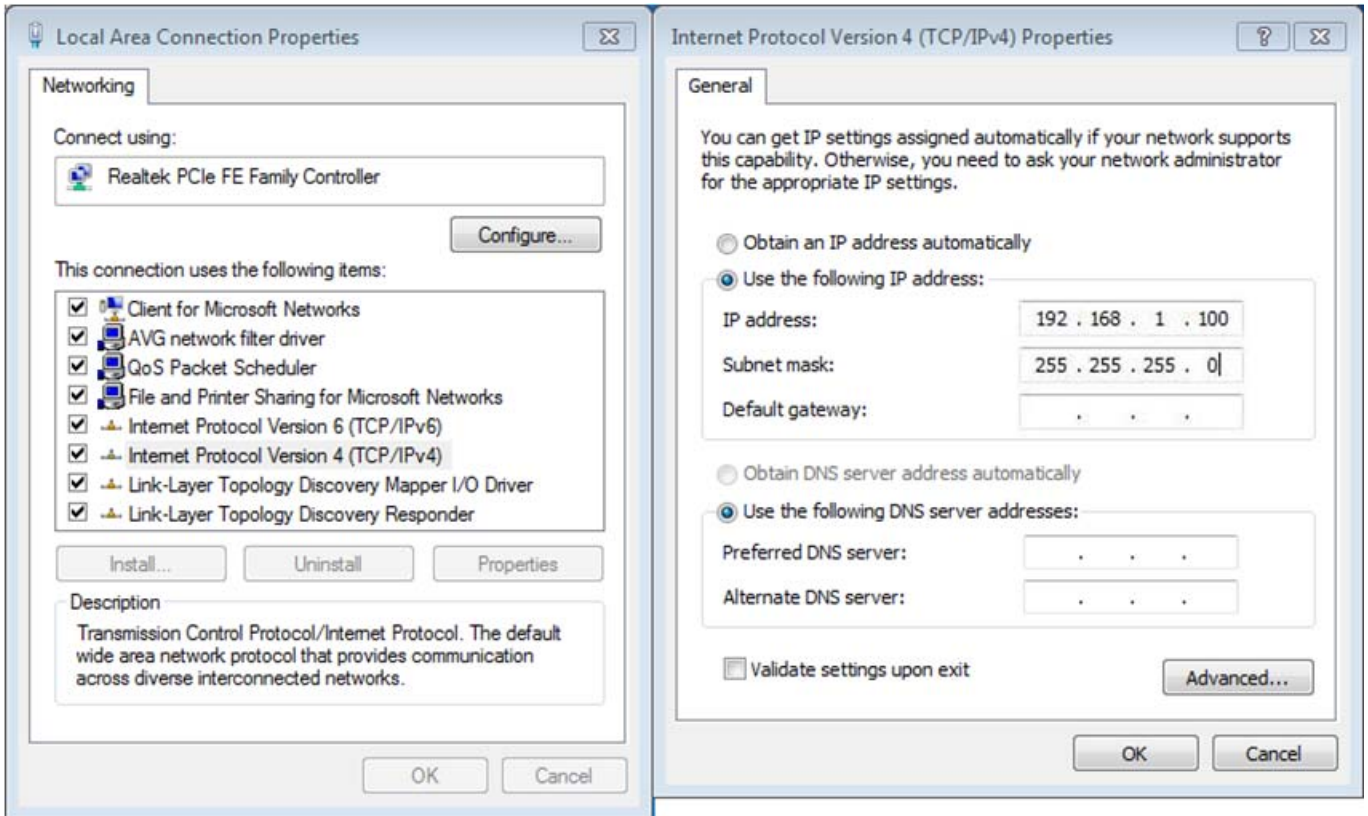 Local Area Connection Properties
Networking
Connect using:
Realtek PCIe FE Family Controller
Configure...
This connection uses the following items:
Client for Microsoft Networks
AVG network filter driver
QoS Packet Scheduler
File and Printer Sharing for Microsoft Networks
Internet Protocol Version 6 (TCP/IPv6)
Internet Protocol Version 4 (TCP/IPv4)
Link-Layer Topology Discovery Mapper I/O Driver
Link-Layer Topology Discovery Responder
Install... Uninstall Properties
Description
Transmission Control Protocol/Internet Protocol. The default
wide area network protocol that provides communication
across diverse interconnected networks.
OK Cancel
Internet Protocol Version 4 (TCP/IPv4) Properties
General
You can get IP settings assigned automatically if your network supports
this capability. Otherwise, you need to ask your network administrator
for the appropriate IP settings.
Obtain an IP address automatically
Use the following IP address:
IP address: 192 . 168 . 1 . 100
Subnet mask: 255 . 255 . 255 . 0
Default gateway: . . .
Obtain DNS server address automatically
Use the following DNS server addresses:
Preferred DNS server: . . .
Alternate DNS server: . . .
Validate settings upon exit
Advanced...
OK Cancel